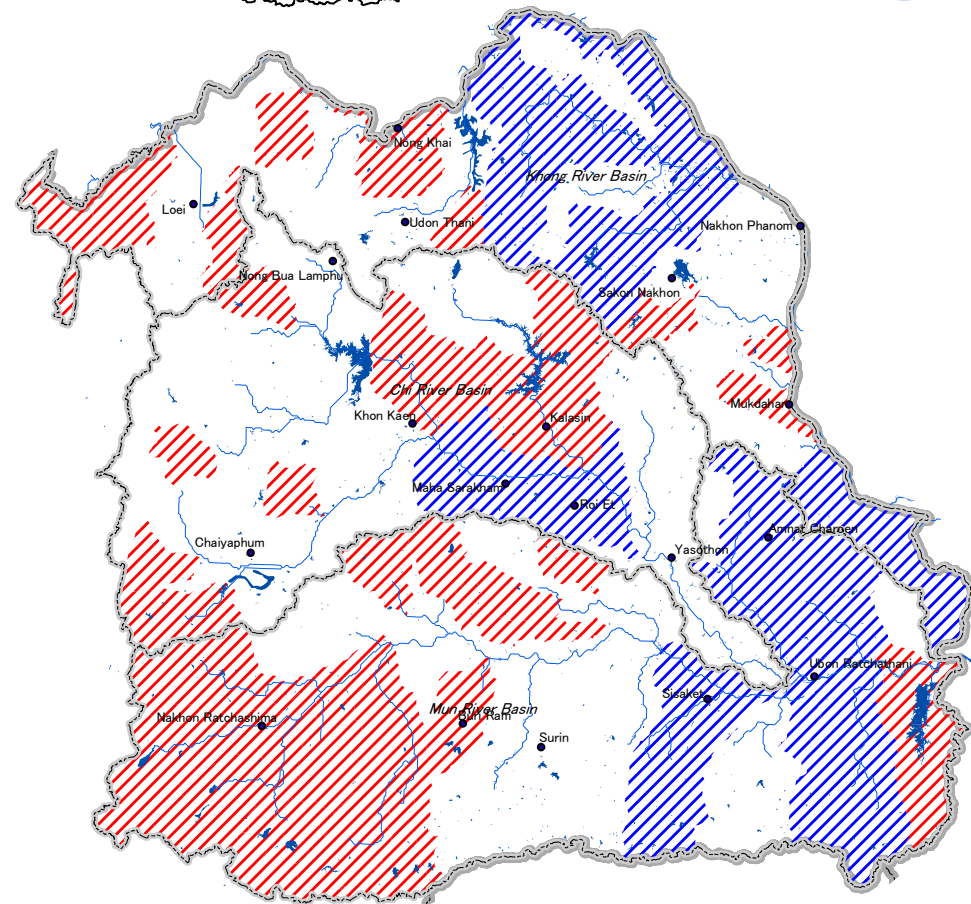 Nong Khai
Khong River Basin
Loei
Udon Thani
Nakhon Phanom
Nong Bua Lamphu
Sakon Nakhon
Chi River Basin
Mukdahan
Khon Kaen
Kalasin
Maha Sarakham
Roi Et
Amnat Charoen
Chaiyaphum
Yasothon
Ubon Ratchathani
Sisaket
Mun River Basin
Nakhon Ratchashima
Buri Ram
Surin